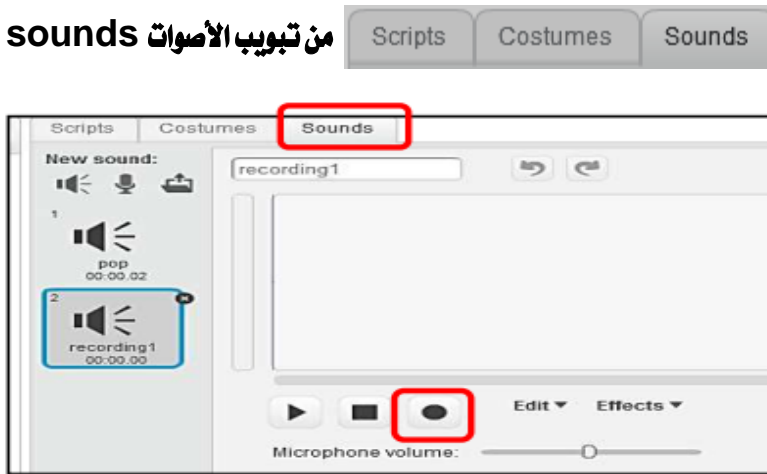 من تبويب الأصوات sounds
Scripts Costumes Sounds
Scripts Costumes Sounds
New sound:
recording1
1
pop
00:00.02
2
recording1
00:00.00
Edit Effects
Microphone volume: